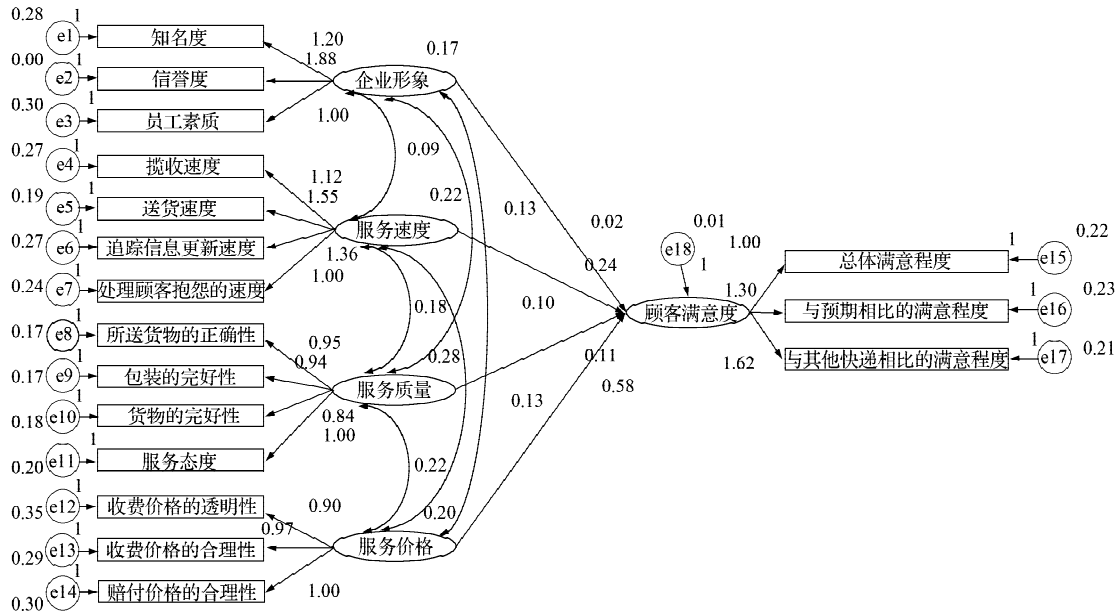 0.28 1
e1 知名度
1.20
1.88
0.17
0.00 1
e2 信誉度
企业形象
0.30 1
e3 员工素质
1.00
0.09
0.27 1
e4 揽收速度
1.12
0.22
0.19 1
e5 送货速度
1.55
0.13
0.02
0.01
服务速度
0.27 1
e6 追踪信息更新速度
1.36
e18
1
1.00
总体满意程度
1
e15
0.22
0.24 1
e7 处理顾客抱怨的速度
1.00
0.24
1.30
0.18
0.10
顾客满意度
与预期相比的满意程度
1
e16
0.23
0.17 1
e8 所送货物的正确性
0.95
0.94
0.28
0.11
1.62
与其他快递相比的满意程度
1
e17
0.21
0.17 1
e9 包装的完好性
服务质量
0.58
0.18 1
e10 货物的完好性
0.84
0.13
0.20 1
e11 服务态度
1.00
0.22
0.35 1
e12 收费价格的透明性
0.90
0.20
0.97
0.29 1
e13 收费价格的合理性
服务价格
0.30 1
e14 赔付价格的合理性
1.00